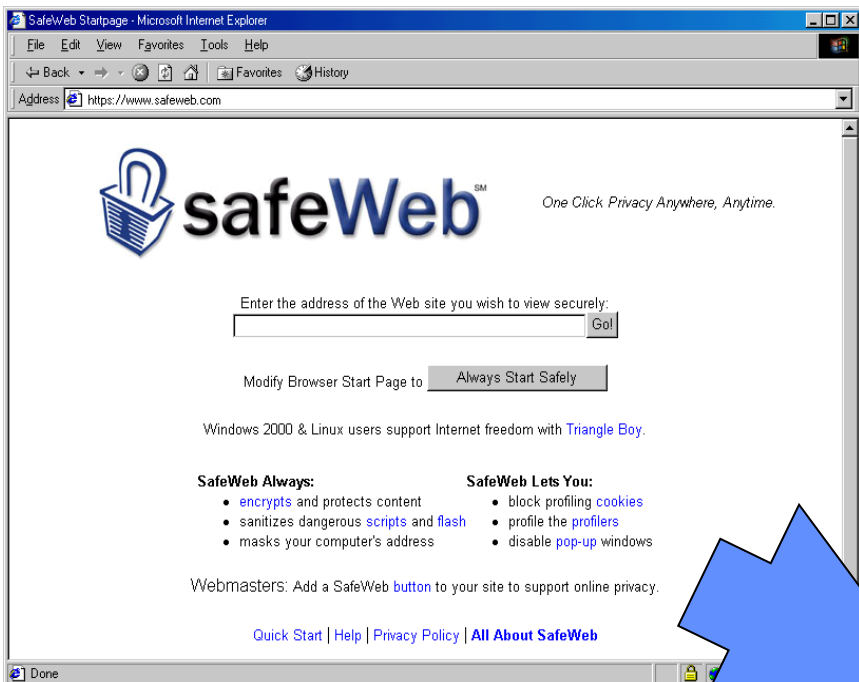 SafeWeb Startpage - Microsoft Internet Explorer
File Edit View Favorites Tools Help
Back Favorites History
Address https://www.safeweb.com
safeWeb SM One Click Privacy Anywhere, Anytime.
Enter the address of the Web site you wish to view securely:
Go!
Modify Browser Start Page to Always Start Safely
Windows 2000 & Linux users support Internet freedom with Triangle Boy.
SafeWeb Always: SafeWeb Lets You:
• encrypts and protects content • block profiling cookies
• sanitizes dangerous scripts and flash • profile the profilers
• masks your computer's address • disable pop-up windows
Webmasters: Add a SafeWeb button to your site to support online privacy.
Quick Start | Help | Privacy Policy | All About SafeWeb
Done